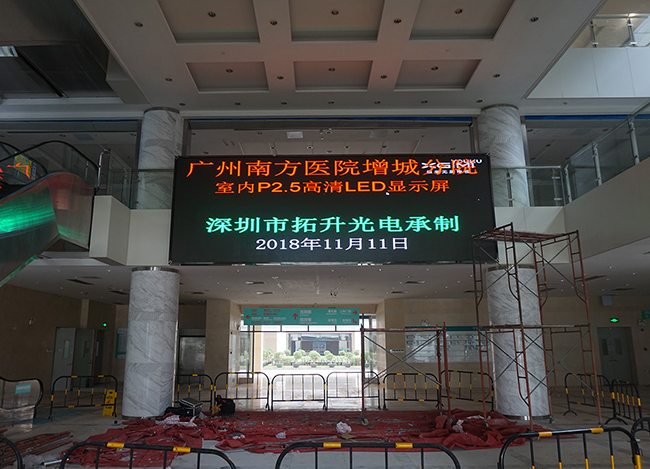 广州南方医院增城分院
室内P2.5高清LED显示屏
深圳市拓升光电承制
2018年11月11日